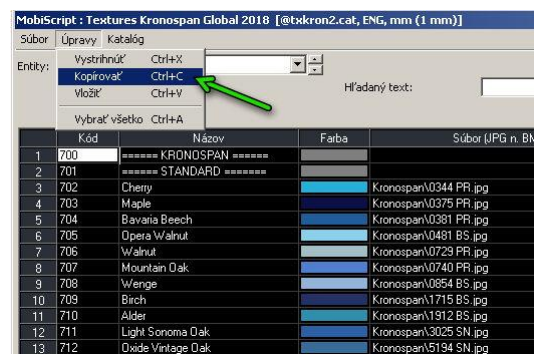 MobiScript : Textures Kronospan Global 2018 [@txkron2.cat, ENG, mm (1 mm)]
Súbor Úpravy Katalóg
Entity:
Vystrihnúť Ctrl+X
Kopírovať Ctrl+C
Vložiť Ctrl+V
Vybrať všetko Ctrl+A
Hľadaný text:
Kód Názov Farba Súbor (JPG n. BM
1 700 ====== KRONOSPAN ======
2 701 ====== STANDARD =======
3 702 Cherry Kronospan\0344 PR.jpg
4 703 Maple Kronospan\0375 PR.jpg
5 704 Bavaria Beech Kronospan\0381 PR.jpg
6 705 Opera Walnut Kronospan\0481 BS.jpg
7 706 Walnut Kronospan\0729 PR.jpg
8 707 Mountain Oak Kronospan\0740 PR.jpg
9 708 Wenge Kronospan\0854 BS.jpg
10 709 Birch Kronospan\1715 BS.jpg
11 710 Alder Kronospan\1912 BS.jpg
12 711 Light Sonoma Oak Kronospan\3025 SN.jpg
13 712 Oxide Vintage Oak Kronospan\5194 SN.jpg